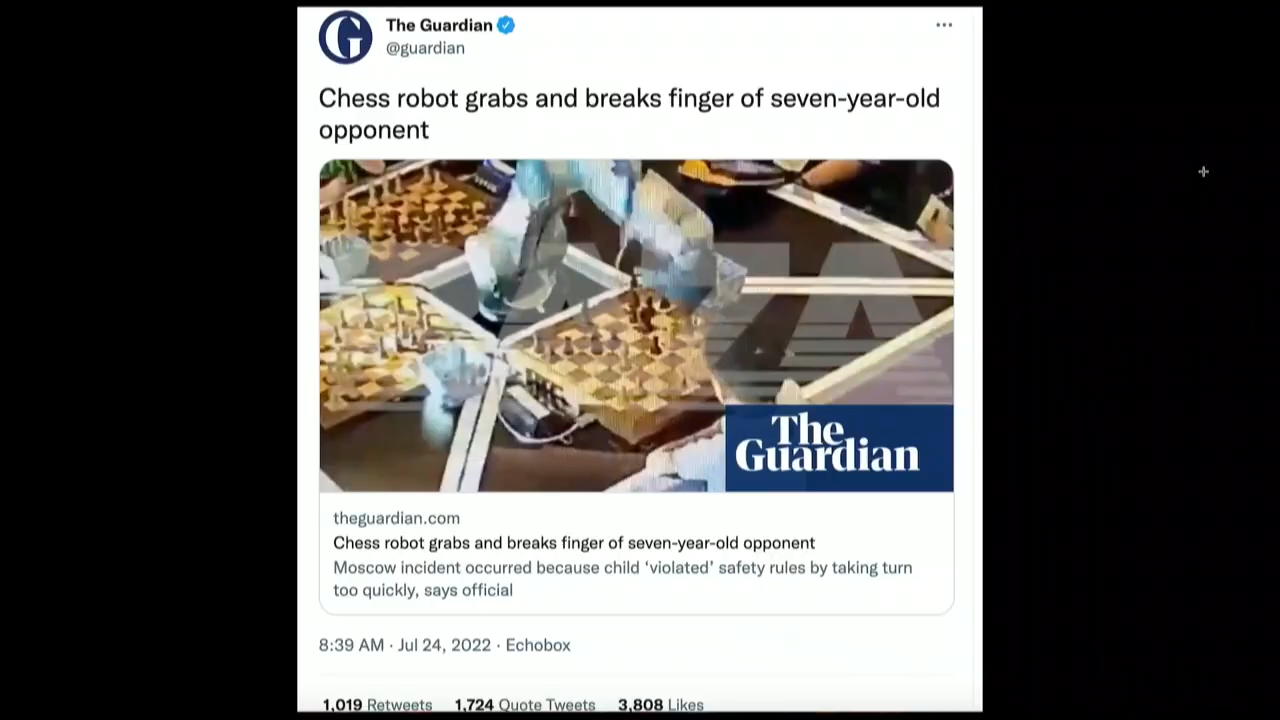 The Guardian
@guardian
Chess robot grabs and breaks finger of seven-year-old
opponent
The
Guardian
theguardian.com
Chess robot grabs and breaks finger of seven-year-old opponent
Moscow incident occurred because child ‘violated’ safety rules by taking turn
too quickly, says official
8:39 AM · Jul 24, 2022 · Echobox
1,019 Retweets 1,724 Quote Tweets 3,808 Likes